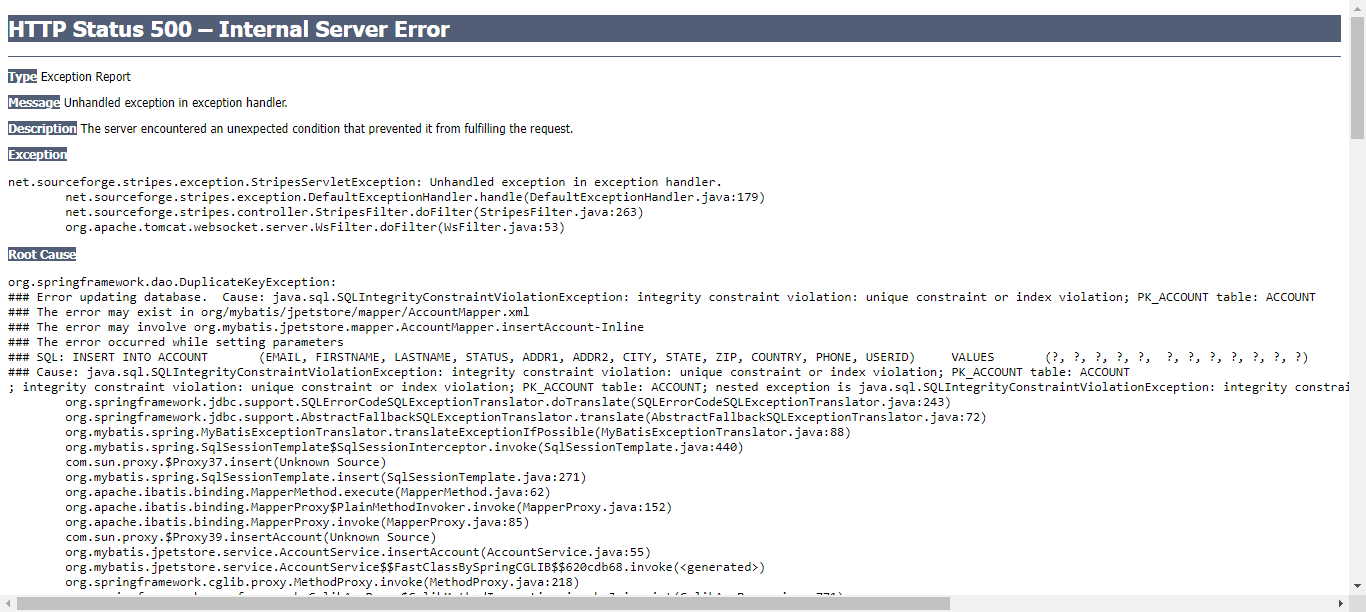 HTTP Status 500 – Internal Server Error
Type Exception Report
Message Unhandled exception in exception handler.
Description The server encountered an unexpected condition that prevented it from fulfilling the request.
Exception
net.sourceforge.stripes.exception.StripesServletException: Unhandled exception in exception handler.
net.sourceforge.stripes.exception.DefaultExceptionHandler.handle(DefaultExceptionHandler.java:179)
net.sourceforge.stripes.controller.StripesFilter.doFilter(StripesFilter.java:263)
org.apache.tomcat.websocket.server.WsFilter.doFilter(WsFilter.java:53)
Root Cause
org.springframework.dao.DuplicateKeyException:
### Error updating database.  Cause: java.sql.SQLIntegrityConstraintViolationException: integrity constraint violation: unique constraint or index violation; PK_ACCOUNT table: ACCOUNT
### The error may exist in org/mybatis/jpetstore/mapper/AccountMapper.xml
### The error may involve org.mybatis.jpetstore.mapper.AccountMapper.insertAccount-Inline
### The error occurred while setting parameters
### SQL: INSERT INTO ACCOUNT       (EMAIL, FIRSTNAME, LASTNAME, STATUS, ADDR1, ADDR2, CITY, STATE, ZIP, COUNTRY, PHONE, USERID)     VALUES       (?, ?, ?, ?, ?,  ?, ?, ?, ?, ?, ?, ?)
### Cause: java.sql.SQLIntegrityConstraintViolationException: integrity constraint violation: unique constraint or index violation; PK_ACCOUNT table: ACCOUNT
; integrity constraint violation: unique constraint or index violation; PK_ACCOUNT table: ACCOUNT; nested exception is java.sql.SQLIntegrityConstraintViolationException: integrity constrai
org.springframework.jdbc.support.SQLErrorCodeSQLExceptionTranslator.doTranslate(SQLErrorCodeSQLExceptionTranslator.java:243)
org.springframework.jdbc.support.AbstractFallbackSQLExceptionTranslator.translate(AbstractFallbackSQLExceptionTranslator.java:72)
org.mybatis.spring.MyBatisExceptionTranslator.translateExceptionIfPossible(MyBatisExceptionTranslator.java:88)
org.mybatis.spring.SqlSessionTemplate$SqlSessionInterceptor.invoke(SqlSessionTemplate.java:440)
com.sun.proxy.$Proxy37.insert(Unknown Source)
org.mybatis.spring.SqlSessionTemplate.insert(SqlSessionTemplate.java:271)
org.apache.ibatis.binding.MapperMethod.execute(MapperMethod.java:62)
org.apache.ibatis.binding.MapperProxy$PlainMethodInvoker.invoke(MapperProxy.java:152)
org.apache.ibatis.binding.MapperProxy.invoke(MapperProxy.java:85)
com.sun.proxy.$Proxy39.insertAccount(Unknown Source)
org.mybatis.jpetstore.service.AccountService.insertAccount(AccountService.java:55)
org.mybatis.jpetstore.service.AccountService$$FastClassBySpringCGLIB$$620cdb68.invoke(<generated>)
org.springframework.cglib.proxy.MethodProxy.invoke(MethodProxy.java:218)